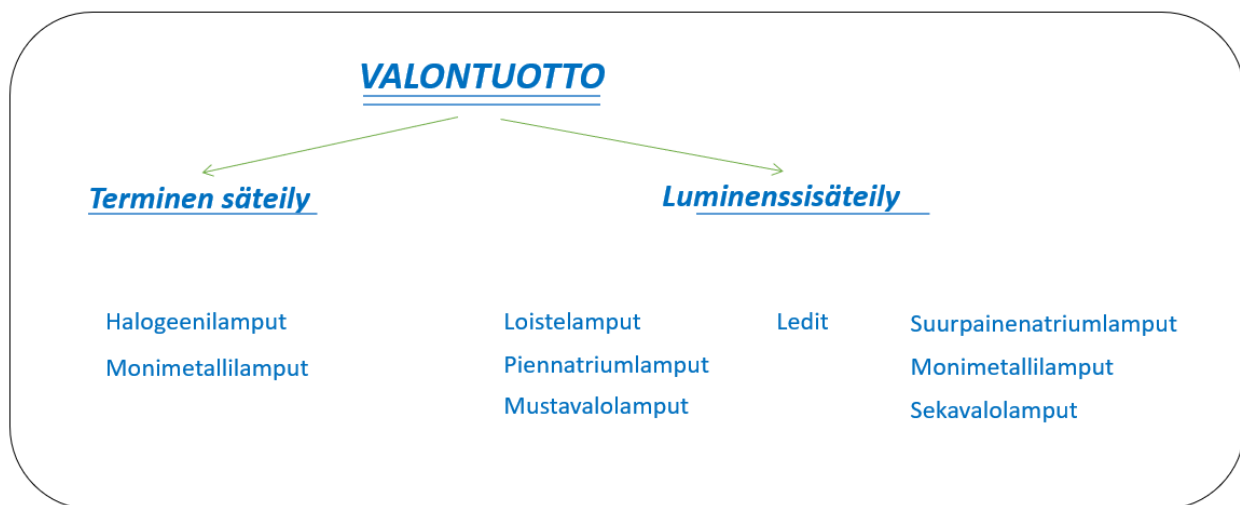 VALONTUOTTO
Terminen säteily
Luminenssisäteily
Halogeenilamput
Monimetallilamput
Loistelamput
Piennatriumlamput
Mustavalolamput
Ledit
Suurpainenatriumlamput
Monimetallilamput
Sekavalolamput